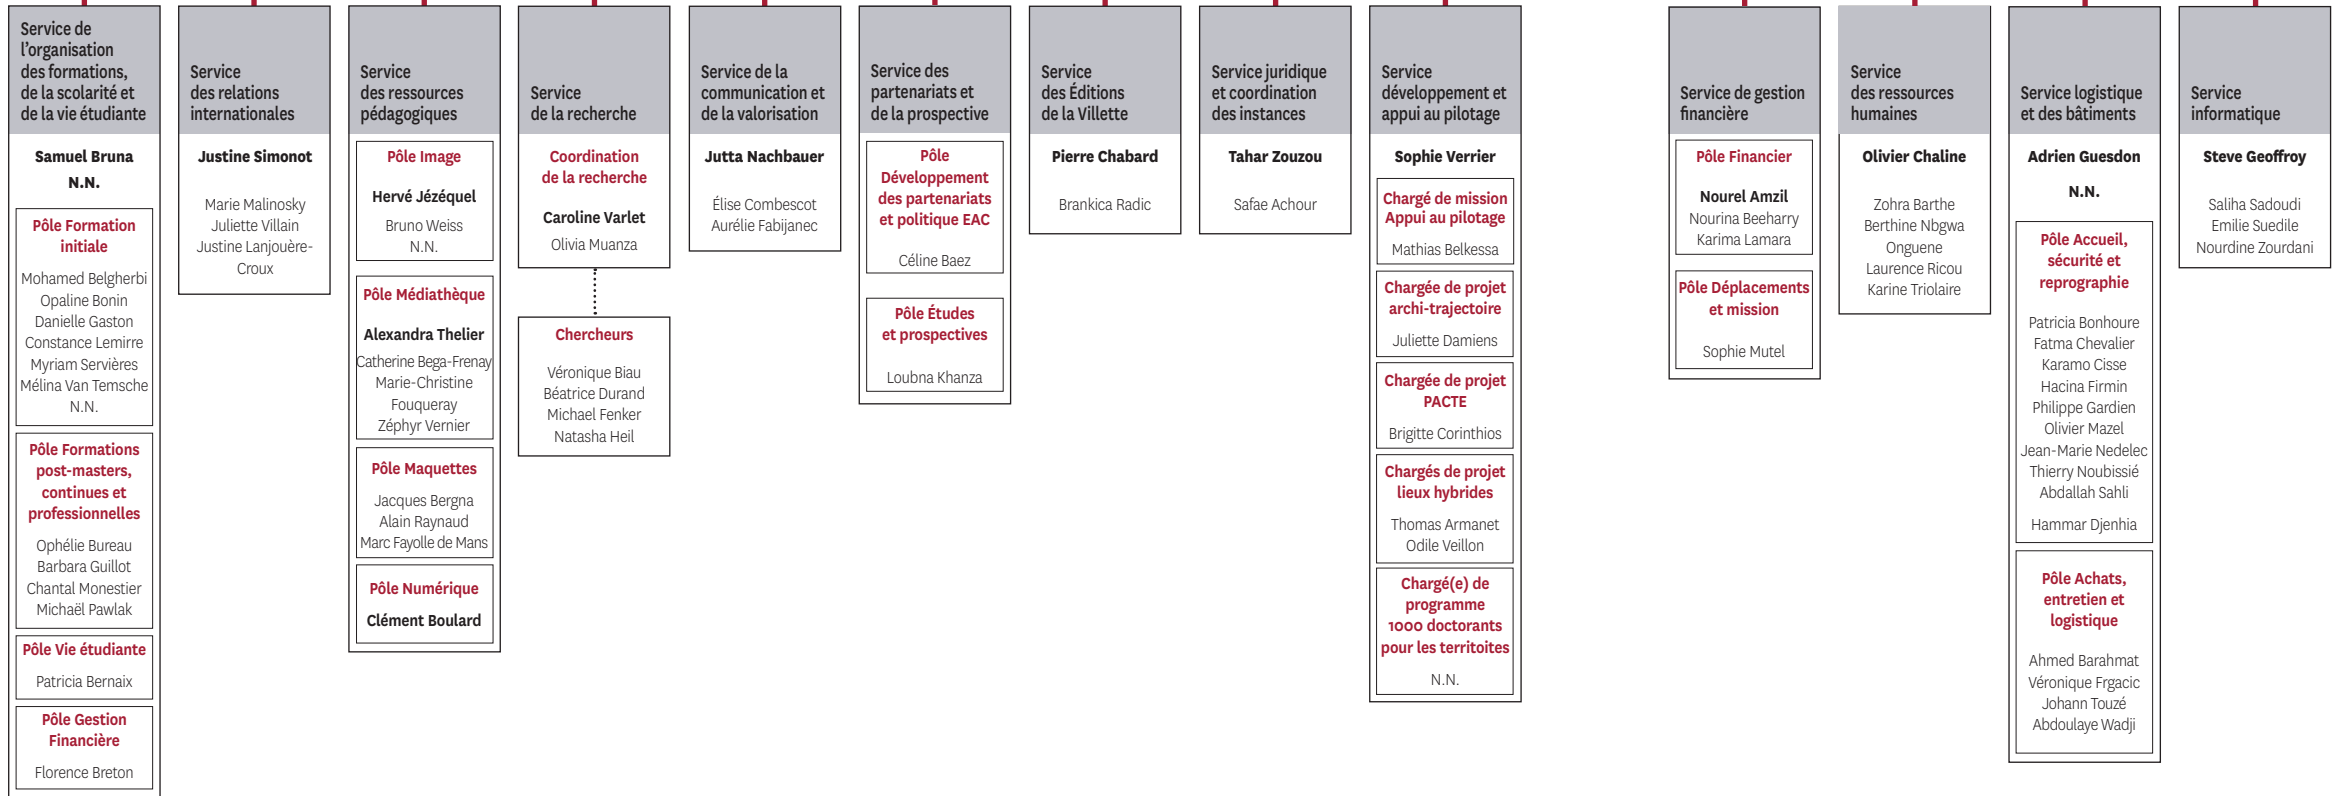 Service de
l'organisation
des formations,
de la scolarité et
de la vie étudiante
Samuel Bruna
N.N.
Pôle Formation
initiale
Mohamed Belgherbi
Opaline Bonin
Danielle Gaston
Constance Lemirre
Myriam Servières
Mélina Van Temsche
N.N.
Pôle Formations
post-masters,
continues et
professionnelles
Ophélie Bureau
Barbara Guillot
Chantal Monestier
Michaël Pawlak
Pôle Vie étudiante
Patricia Bernaix
Pôle Gestion
Financière
Florence Breton
Service
des relations
internationales
Justine Simonot
Marie Malinosky
Juliette Villain
Justine Lanjouère-
Croux
Service
des ressources
pédagogiques
Pôle Image
Hervé Jézéquel
Bruno Weiss
N.N.
Pôle Médiathèque
Alexandra Thelier
Catherine Bega-Frenay
Marie-Christine
Fouqueray
Zéphyr Vernier
Pôle Maquettes
Jacques Bergna
Alain Raynaud
Marc Fayolle de Mans
Pôle Numérique
Clément Boulard
Service
de la recherche
Coordination
de la recherche
Caroline Varlet
Olivia Muanza
Chercheurs
Véronique Biau
Béatrice Durand
Michael Fenker
Natasha Heil
Service de la
communication et
de la valorisation
Jutta Nachbauer
Élise Combescot
Aurélie Fabijanec
Service des
partenariats et
de la prospective
Pôle
Développement
des partenariats
et politique EAC
Céline Baez
Pôle Études
et prospectives
Loubna Khanza
Service
des Éditions
de la Villette
Pierre Chabard
Brankica Radic
Service juridique
et coordination
des instances
Tahar Zouzou
Safae Achour
Service
développement et
appui au pilotage
Sophie Verrier
Chargé de mission
Appui au pilotage
Mathias Belkessa
Chargée de projet
archi-trajectoire
Juliette Damiens
Chargée de projet
PACTE
Brigitte Corinthios
Chargés de projet
lieux hybrides
Thomas Armanet
Odile Veillon
Chargé(e) de
programme
1000 doctorants
pour les territoites
N.N.
Service de gestion
financière
Pôle Financier
Nourel Amzil
Nourina Beeharry
Karima Lamara
Pôle Déplacements
et mission
Sophie Mutel
Service
des ressources
humaines
Olivier Chaline
Zohra Barthe
Berthine Nbgwa
Onguene
Laurence Ricou
Karine Triolaire
Service logistique
et des bâtiments
Adrien Guesdon
N.N.
Pôle Accueil,
sécurité et
reprographie
Patricia Bonhoure
Fatma Chevalier
Karamo Cisse
Hacina Firmin
Philippe Gardien
Olivier Mazel
Jean-Marie Nedelec
Thierry Noubissié
Abdallah Sahli
Hammar Djenhia
Pôle Achats,
entretien et
logistique
Ahmed Barahmat
Véronique Frgacic
Johann Touzé
Abdoulaye Wadji
Service
informatique
Steve Geoffroy
Saliha Sadoudi
Emilie Suedile
Nourdine Zourdani